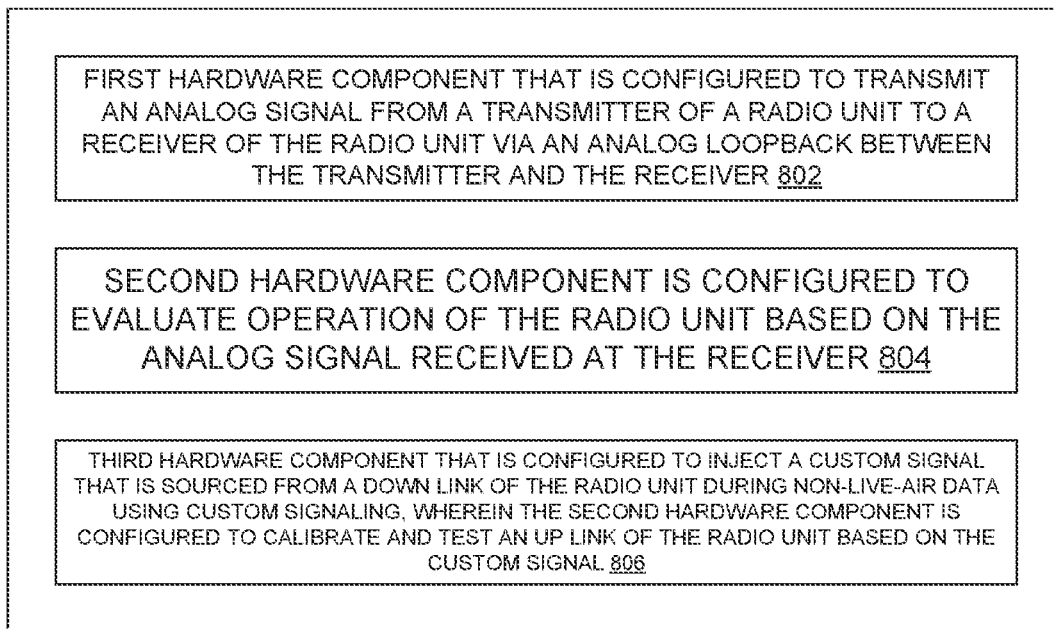 FIRST HARDWARE COMPONENT THAT IS CONFIGURED TO TRANSMIT
AN ANALOG SIGNAL FROM A TRANSMITTER OF A RADIO UNIT TO A
RECEIVER OF THE RADIO UNIT VIA AN ANALOG LOOPBACK BETWEEN
THE TRANSMITTER AND THE RECEIVER 802
SECOND HARDWARE COMPONENT IS CONFIGURED TO
EVALUATE OPERATION OF THE RADIO UNIT BASED ON THE
ANALOG SIGNAL RECEIVED AT THE RECEIVER 804
THIRD HARDWARE COMPONENT THAT IS CONFIGURED TO INJECT A CUSTOM SIGNAL
THAT IS SOURCED FROM A DOWN LINK OF THE RADIO UNIT DURING NON-LIVE-AIR DATA
USING CUSTOM SIGNALING, WHEREIN THE SECOND HARDWARE COMPONENT IS
CONFIGURED TO CALIBRATE AND TEST AN UP LINK OF THE RADIO UNIT BASED ON THE
CUSTOM SIGNAL 806